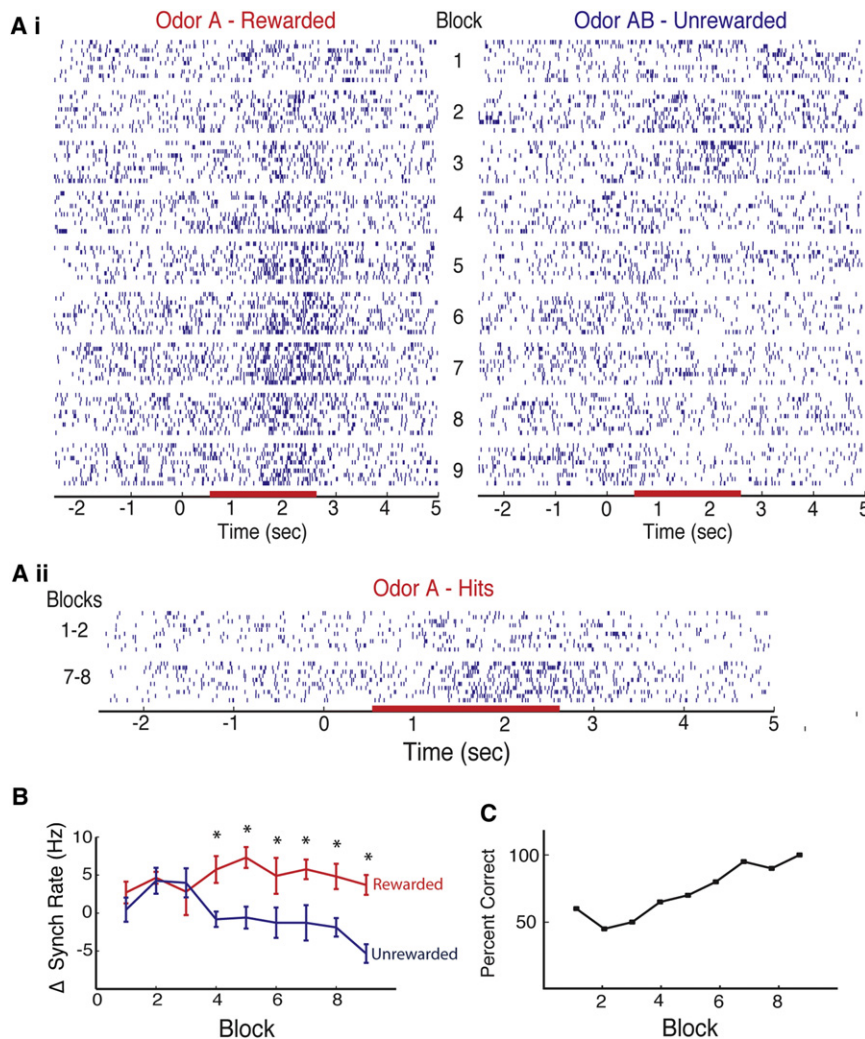 A i
Odor A - Rewarded
Block
Odor AB - Unrewarded
1
2
3
4
5
6
7
8
9
-2 -1 0 1 2 3 4 5
Time (sec)
-2 -1 0 1 2 3 4 5
Time (sec)
A ii
Odor A - Hits
Blocks
1-2
7-8
-2 -1 0 1 2 3 4 5
Time (sec)
B
Δ Synch Rate (Hz)
10
5
0
-5
* * * * * *
Rewarded
Unrewarded
0 2 4 6 8
Block
C
Percent Correct
100
50
2 4 6 8
Block